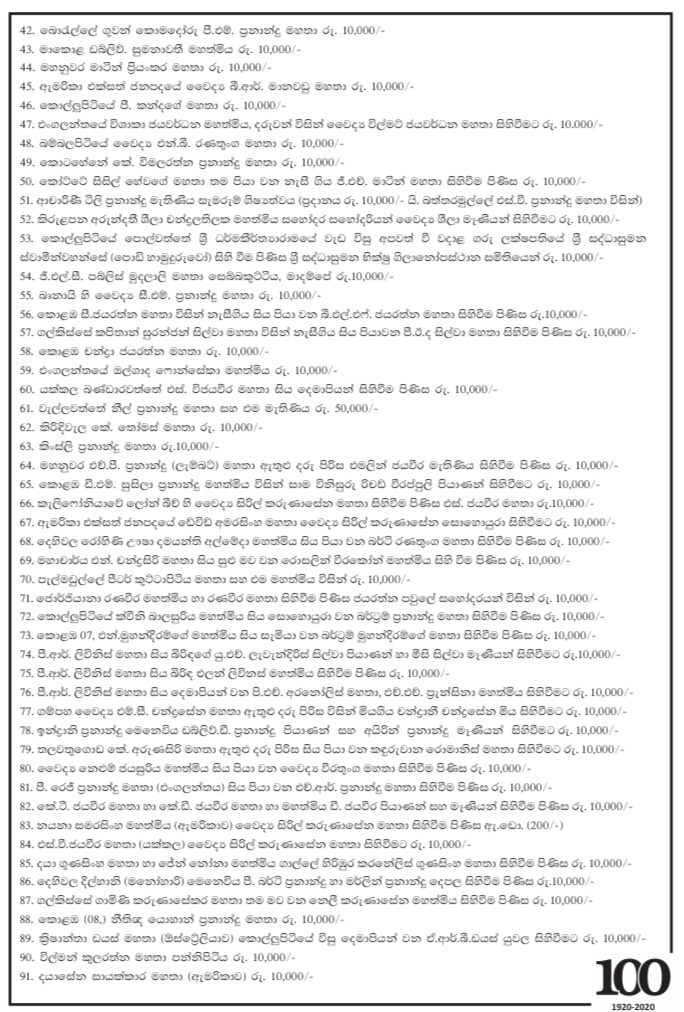 42. බොරැල්ලේ ගුවන් කොමදෝරු පී.එම්. ප්‍රනාන්දු මහතා රු. 10,000/-
43. මාකොළ ඩබ්ලිව්. සුමනාවතී මහත්මිය රු. 10,000/-
44. මහනුවර මාටින් ප්‍රියංකර මහතා රු. 10,000/-
45. ඇමරිකා එක්සත් ජනපදයේ වෛද්‍ය බී.ආර්. මානවඩු මහතා රු. 10,000/-
46. කොල්ලුපිටියේ පී. කන්දගේ මහතා රු. 10,000/-
47. එංගලන්තයේ විශාකා ජයවර්ධන මහත්මිය, දරුවන් විසින් වෛද්‍ය විල්මට් ජයවර්ධන මහතා සිහිවීමට රු. 10.000/-
48. බම්බලපිටියේ වෛද්‍ය එන්.බී. රණතුංග මහතා රු. 10,000/-
49. කොටහේනේ කේ. විමලරත්න ප්‍රනාන්දු මහතා රු. 10,000/-
50. කෝට්ටේ සිසිල් හේවගේ මහතා තම පියා වන නැසී ගිය ජී.එච්. මාටින් මහතා සිහිවීම පිණිස රු. 10,000/-
51. ආචාරිණී ටිලී ප්‍රනාන්දු මැතිණිය සැමරුම් ශිෂ්‍යත්වය (ප්‍රදානය රු. 10,000/- යි. බත්තරමුල්ලේ එස්.වී. ප්‍රනාන්දු මහතා විසින්)
52. කිරුළපන අරුන්දතී ශීලා චන්ද්‍රලතිලක මහත්මිය සහෝදර සහෝදරියන් වෛද්‍ය ශීලා මෑණියන් සිහිවීමට රු. 10,000/-
53. කොල්ලුපිටියේ පොල්වත්තේ ශ්‍රී ධර්මකීර්ත්‍යාරාමයේ වැඩ විසු අපවත් වී වදාළ ගරු ලක්ෂපතියේ ශ්‍රී සද්ධාසුමන
ස්වාමීන්වහන්සේ (පොඩි හාමුදුරුවෝ) සිහි වීම පිණිස ශ්‍රී සද්ධාසුමන භික්ෂු ගිලානෝපස්ථාන සමිතියෙන් රු. 10,000/-
54. ජී.එල්.සී. පබ්ලිස් මුදලාලි මහතා සෙබ්බකුට්ටිය, මාදම්පේ රු.10,000/-
55. බෲනායි හි වෛද්‍ය සී.එම්. ප්‍රනාන්දු මහතා රු. 10,000/-
56. කොළඹ සී.ජයරත්න මහතා විසින් නැසීගිය සිය පියා වන බී.එල්.එෆ්. ජයරත්න මහතා සිහිවීම පිණිස රු.10,000/-
57. ගල්කිස්සේ කපිතාන් සුරන්ජන් සිල්වා මහතා විසින් නැසීගිය සිය පියාවන පී.ඊ.ද සිල්වා මහතා සිහිවීම පිණිස රු. 10,000/-
58. කොළඹ චන්ද්‍රා ජයරත්න මහතා රු. 10,000/-
59. එංගලන්තයේ ඔල්ගාද ෆොන්සේකා මහත්මිය රු. 10,000/-
60. යක්කල බණ්ඩාරවත්තේ එස්. විජයවීර මහතා සිය දෙමාපියන් සිහිවීම පිණිස රු. 10,000/-
61. වැල්ලවත්තේ නීල් ප්‍රනාන්දු මහතා සහ එම මැතිණිය රු. 50,000/-
62. කිරිඳිවැල කේ. තෝමස් මහතා රු. 10,000/-
63. කිංස්ලි ප්‍රනාන්දු මහතා රු.10,000/-
64. මහනුවර එච්.පී. ප්‍රනාන්දු (ලැම්බට්) මහතා ඇතුළු දරු පිරිස එමලින් ජයවීර මැතිණිය සිහිවීම පිණිස රු. 10,000/-
65. කොළඹ ඩී.එම්. සුසිලා ප්‍රනාන්දු මහත්මිය විසින් සාම විනිසුරු රිචඩ් වීරප්පුලි පියාණන් සිහිවීම පිණිස රු. 10,000/-
66. කැලිෆෝනියාවේ ලෝන් බීච් හි වෛද්‍ය සිරිල් කරුණාසේන මහතා සිහිවීම පිණිස එස්. ජයවීර මහතා රු.10,000/-
67. ඇමරිකා එක්සත් ජනපදයේ ඩේවිඩ් අමරසිංහ මහතා වෛද්‍ය සිරිල් කරුණාසේන සොහොයුරා සිහිවීමට රු. 10,000/-
68. දෙහිවල රෝහිණී ඌෂා දමයන්ති අල්මේදා මහත්මිය සිය පියා වන බර්ටි රණතුංග මහතා සිහිවීම පිණිස රු. 10,000/-
69. මහාචාර්ය එන්. චන්ද්‍රසිරි මහතා සිය සුළු මව වන රොසලින් වීරකෝන් මහත්මිය සිහි වීම පිණිස රු. 10,000/-
70. පැල්මඩුල්ලේ පීටර් කුට්ටාපිටිය මහතා සහ එම මහත්මිය විසින් රු. 10,000/-
71. ජෝර්ජියානා රණවීර මහත්මිය හා රණවීර මහතා සිහිවීම පිණිස ජයරත්න පවුලේ සහෝදරයන් විසින් රු. 10,000/-
72. කොල්ලුපිටියේ ක්වීනි බාලසූරිය මහත්මිය සිය සොහොයුරා වන බර්ට්‍රම් ප්‍රනාන්දු මහතා සිහිවීම පිණිස රු. 10,000/-
73. කොළඹ 07, එන්.මුහන්දිරම්ගේ මහත්මිය සිය සැමියා වන බර්ට්‍රම් මුහන්දිරම්ගේ මහතා සිහිවීම පිණිස රු. 10,000/-
74. පී.ආර්. ලිවිනිස් මහතා සිය බිරිඳගේ යු.එච්. ලැවැන්දිරිස් සිල්වා පියාණන් හා මිසී සිල්වා මෑණියන් සිහිවීමට රු.10,000/-
75. පී.ආර්. ලිවිනිස් මහතා සිය බිරිඳ එලන් ලිවිනස් මහත්මිය සිහිවීම පිණිස රු. 10,000/-
76. පී.ආර්. ලිවිනිස් මහතා සිය දෙමාපියන් වන පි.එච්. අරනෝලිස් මහතා, එච්.එච්. ප්‍රැන්සිනා මහත්මිය සිහිවීමට රු. 10,000/-
77. ගම්පහ වෛද්‍ය එම්.සී. චන්ද්‍රසේන මහතා ඇතුළු දරු පිරිස විසින් මියගිය චන්ද්‍රානී චන්ද්‍රසේන මිය සිහිවීමට රු. 10,000/-
78. ඉන්ද්‍රානි ප්‍රනාන්දු මෙනෙවිය ඩබ්ලිව්.ඩී. ප්‍රනාන්දු පියාණන් සහ අයිරින් ප්‍රනාන්දු මෑණියන් සිහිවීමට රු. 10,000/-
79. තලවතුගොඩ කේ. අරුණසිරි මහතා ඇතුළු දරු පිරිස සිය පියා වන කඳුරුවාන රොමානිස් මහතා සිහිවීමට රු. 10,000/-
80. වෛද්‍ය නෙළුම් ජයසූරිය මහත්මිය සිය පියා වන වෛද්‍ය වීරතුංග මහතා සිහිවීම පිණිස රු. 10,000/-
81. පී. රෙජී ප්‍රනාන්දු මහතා (එංගලන්තය) සිය පියා වන එච්.ආර්. ප්‍රනාන්දු මහතා සිහිවීම පිණිස රු. 10,000/-
82. කේ.ටී. ජයවීර මහතා හා කේ.ඩී. ජයවීර මහතා හා මහත්මිය ඩී. ජයවීර පියාණන් සහ මෑණියන් සිහිවීම පිණිස රු. 10,000/-
83. නයනා සමරසිංහ මහත්මිය (ඇමරිකාව) වෛද්‍ය සිරිල් කරුණාසේන මහතා සිහිවීම පිණිස ඇ.ඩො. (200/-)
84. එස්.වී.ජයවීර මහතා (යක්කල) වෛද්‍ය සිරිල් කරුණාසේන මහතා සිහිවීමට රු. 10,000/-
85. දයා ගුණසිංහ මහතා හා ජේන් නෝනා මහත්මිය ගාල්ලේ හිරිඹුර කරනේලිස් ගුණසිංහ මහතා සිහිවීම පිණිස රු. 10,000/-
86. දෙහිවල දිල්හානි (මනෝහාරි) මෙනෙවිය පී. බර්ටි ප්‍රනාන්දු හා මර්ලින් ප්‍රනාන්දු දෙපල සිහිවීම පිණිස රු.10,000/-
87. ගල්කිස්සේ ගාමිණී කරුණාසේකර මහතා තම මව වන නෙලී කරුණාසේන මහත්මිය සිහිවීම පිණිස රු. 10,000/-
88. කොළඹ (08,) නීතිඥ යොහාන් ප්‍රනාන්දු මහතා රු. 10,000/-
89. ක්‍රිශාන්තා ඩයස් මහතා (ඕස්ට්‍රේලියාව) කොල්ලුපිටියේ විසු දෙමාපියන් වන ඒ.ආර්.බී.ඩයස් යුවල සිහිවීමට රු. 10,000/-
90. විල්මන් කුලරත්න මහතා පන්නිපිටිය රු. 10,000/-
91. දයාසේන සායක්කාර මහතා (ඇමරිකාව) රු. 10,000/-
100
1920-2020